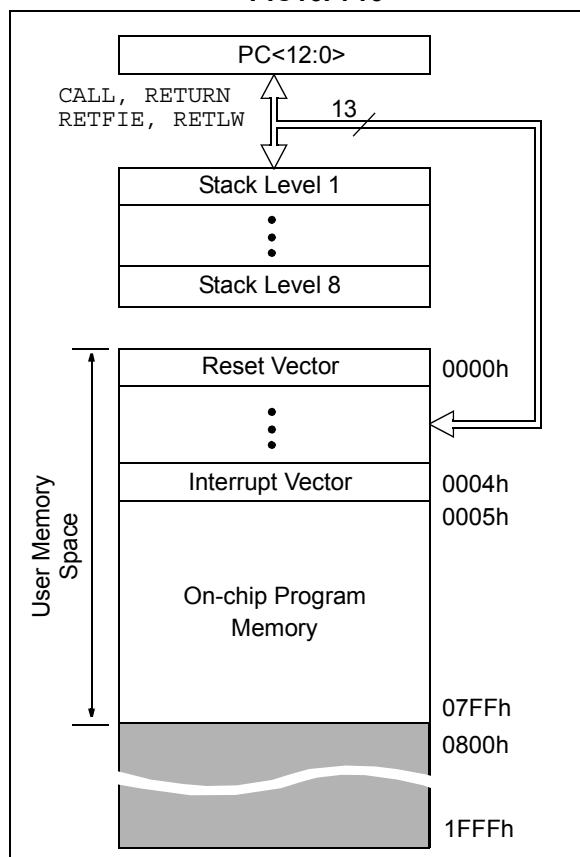 PC<12:0>
CALL, RETURN
RETFIE, RETLW
13
Stack Level 1
Stack Level 8
Reset Vector
0000h
Interrupt Vector
0004h
0005h
User Memory
Space
On-chip Program
Memory
07FFh
0800h
1FFFh